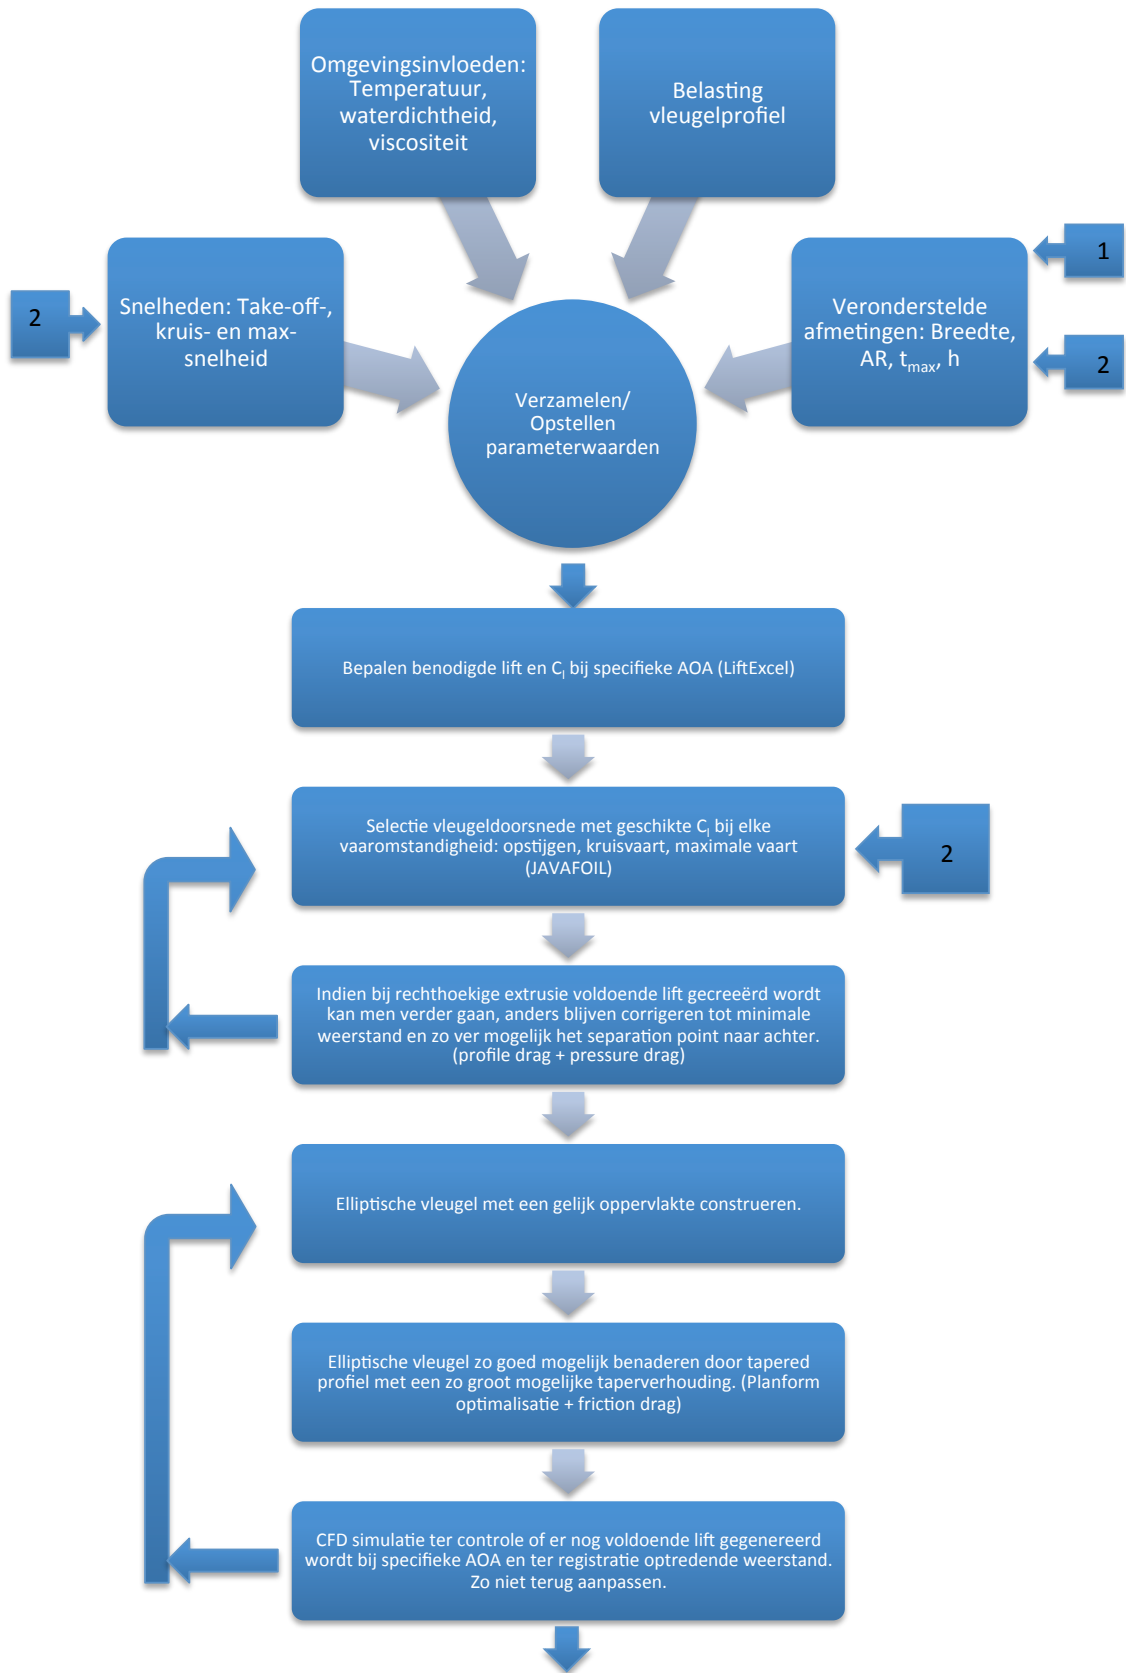 Omgevingsinvloeden:
Temperatuur,
waterdichtheid,
viscositeit
Belasting
vleugelprofiel
2
Snelheden: Take-off-,
kruis- en max-
snelheid
Veronderstelde
afmetingen: Breedte,
AR, tmax, h
1
2
Verzamelen/
Opstellen
parameterwaarden
Bepalen benodigde lift en Cl bij specifieke AOA (LiftExcel)
Selectie vleugeldoorsnede met geschikte Cl bij elke
vaaromstandigheid: opstijgen, kruisvaart, maximale vaart
(JAVAFOIL)
2
Indien bij rechthoekige extrusie voldoende lift gecreeërd wordt
kan men verder gaan, anders blijven corrigeren tot minimale
weerstand en zo ver mogelijk het separation point naar achter.
(profile drag + pressure drag)
Elliptische vleugel met een gelijk oppervlakte construeren.
Elliptische vleugel zo goed mogelijk benaderen door tapered
profiel met een zo groot mogelijke taperverhouding. (Planform
optimalisatie + friction drag)
CFD simulatie ter controle of er nog voldoende lift gegenereerd
wordt bij specifieke AOA en ter registratie optredende weerstand.
Zo niet terug aanpassen.